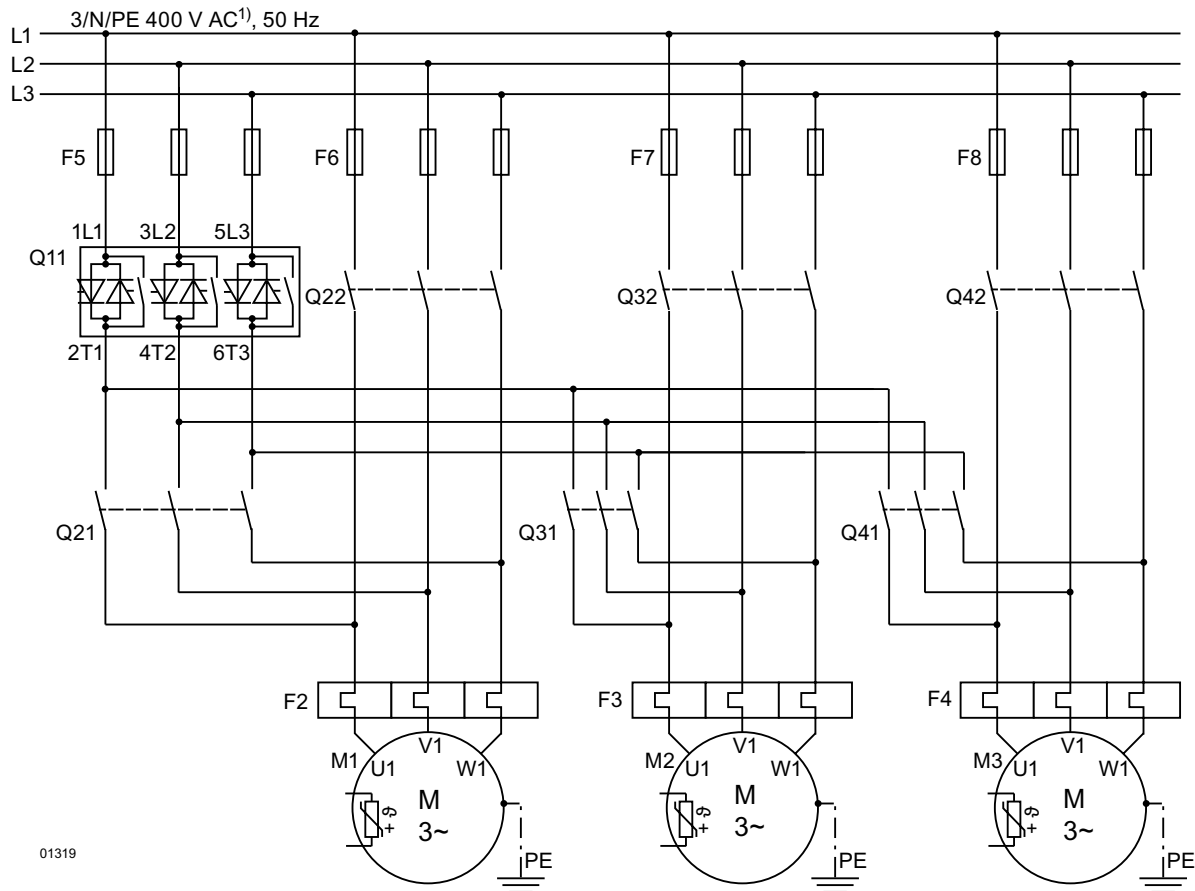 3/N/PE 400 V AC1), 50 Hz
L1
L2
L3
F5
F6
F7
F8
1L1 3L2 5L3
Q11
Q22
Q32
Q42
2T1 4T2 6T3
Q21
Q31
Q41
F2
F3
F4
M1 U1 V1 W1
M2 U1 V1 W1
M3 U1 V1 W1
M
3~
M
3~
M
3~
+ϑ
+ϑ
+ϑ
PE
PE
PE
01319